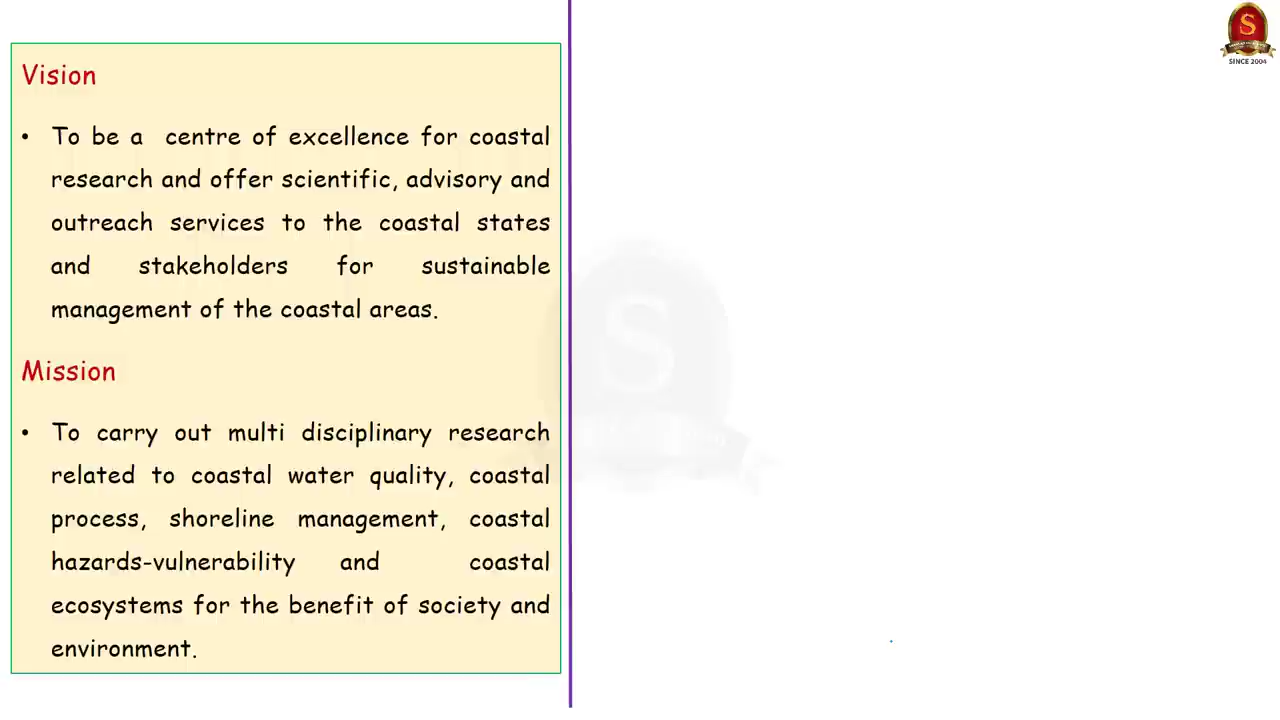 Vision
• To be a centre of excellence for coastal
research and offer scientific, advisory and
outreach services to the coastal states
and stakeholders for sustainable
management of the coastal areas.
Mission
• To carry out multi disciplinary research
related to coastal water quality, coastal
process, shoreline management, coastal
hazards-vulnerability and coastal
ecosystems for the benefit of society and
environment.
S
SINCE 2004
S